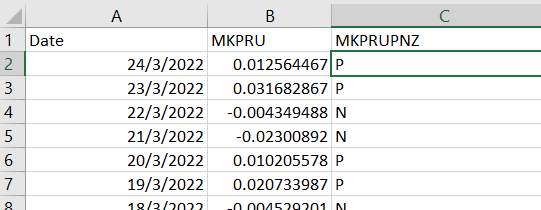 A B C
1 Date MKPRU MKPRUPNZ
2 24/3/2022 0.012564467 P
3 23/3/2022 0.031682867 P
4 22/3/2022 -0.004349488 N
5 21/3/2022 -0.02300892 N
6 20/3/2022 0.010205578 P
7 19/3/2022 0.020733987 P
8 18/3/2022 -0.004529201 N